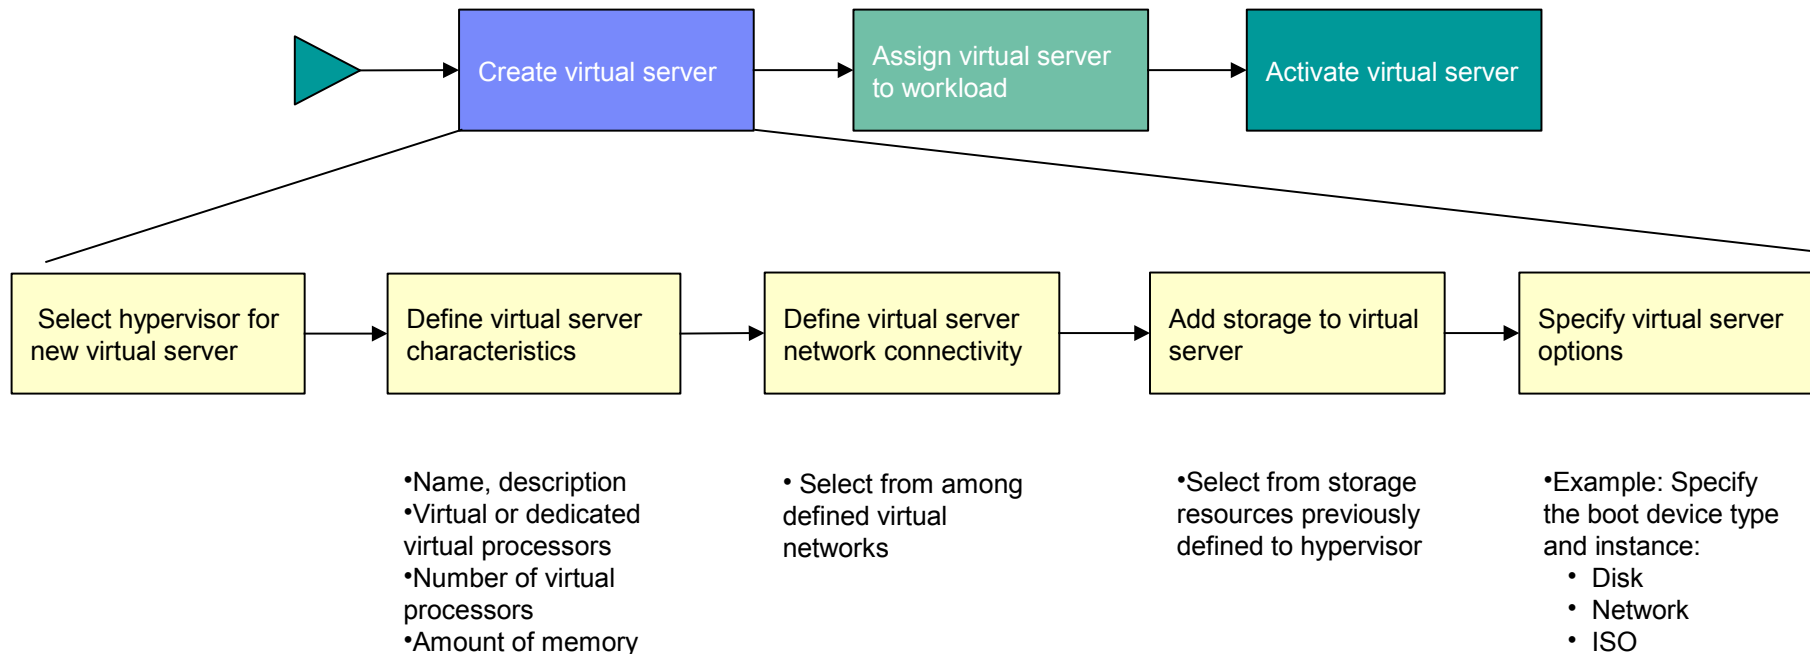 Create virtual server
Assign virtual server
to workload
Activate virtual server
Select hypervisor for
new virtual server
Define virtual server
characteristics
Define virtual server
network connectivity
Add storage to virtual
server
Specify virtual server
options
•Name, description
•Virtual or dedicated
virtual processors
•Number of virtual
processors
•Amount of memory
• Select from among
defined virtual
networks
•Select from storage
resources previously
defined to hypervisor
•Example: Specify
the boot device type
and instance:
• Disk
• Network
• ISO